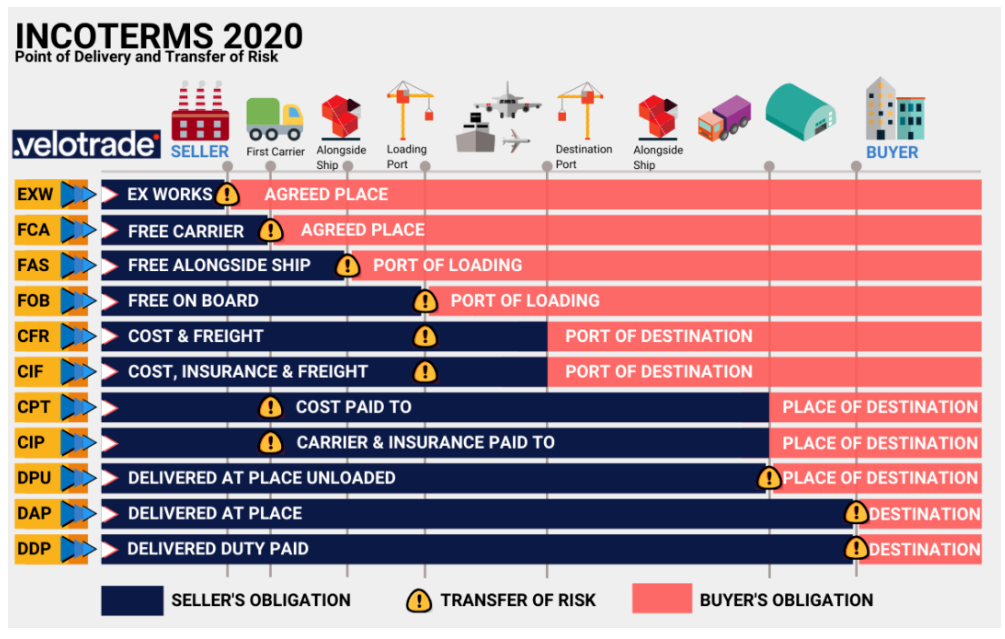 INCOTERMS 2020
Point of Delivery and Transfer of Risk
.velotrade
SELLER
First Carrier
Alongside
Ship
Loading
Port
Destination
Port
Alongside
Ship
BUYER
EXW EX WORKS ! AGREED PLACE
FCA FREE CARRIER ! AGREED PLACE
FAS FREE ALONGSIDE SHIP ! PORT OF LOADING
FOB FREE ON BOARD ! PORT OF LOADING
CFR COST & FREIGHT ! PORT OF DESTINATION
CIF COST, INSURANCE & FREIGHT ! PORT OF DESTINATION
CPT ! COST PAID TO PLACE OF DESTINATION
CIP ! CARRIER & INSURANCE PAID TO PLACE OF DESTINATION
DPU DELIVERED AT PLACE UNLOADED ! PLACE OF DESTINATION
DAP DELIVERED AT PLACE ! DESTINATION
DDP DELIVERED DUTY PAID ! DESTINATION
SELLER'S OBLIGATION ! TRANSFER OF RISK BUYER'S OBLIGATION